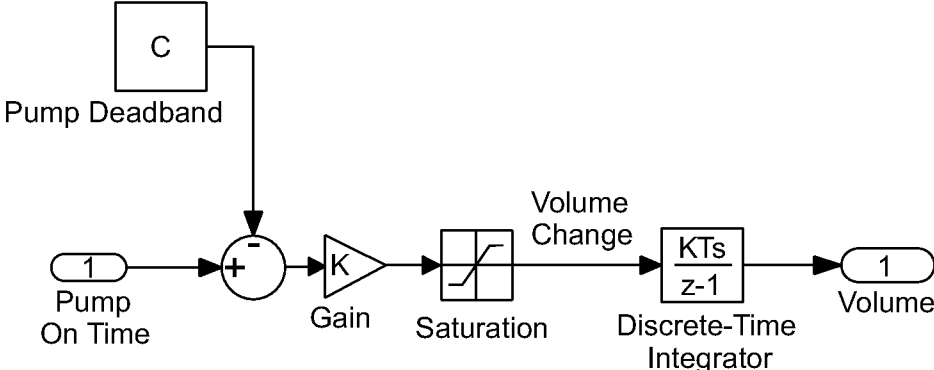 C
Pump Deadband
-
+
1
Pump
On Time
K
Gain
Saturation
Volume
Change
KTs
z-1
Discrete-Time
Integrator
1
Volume